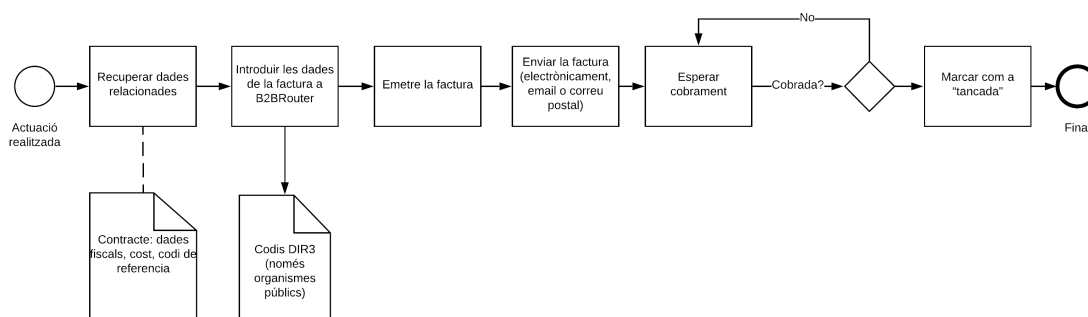 Actuació
realitzada
Recuperar dades
relacionades
Contracte: dades
fiscals, cost, codi de
referencia
Introduir les dades
de la factura a
B2BRouter
Codis DIR3
(només
organismes
públics)
Emetre la factura
Enviar la factura
(electrònicament,
email o correu
postal)
Esperar
cobrament
Cobrada?
No
Marcar com a
"tancada"
Fina